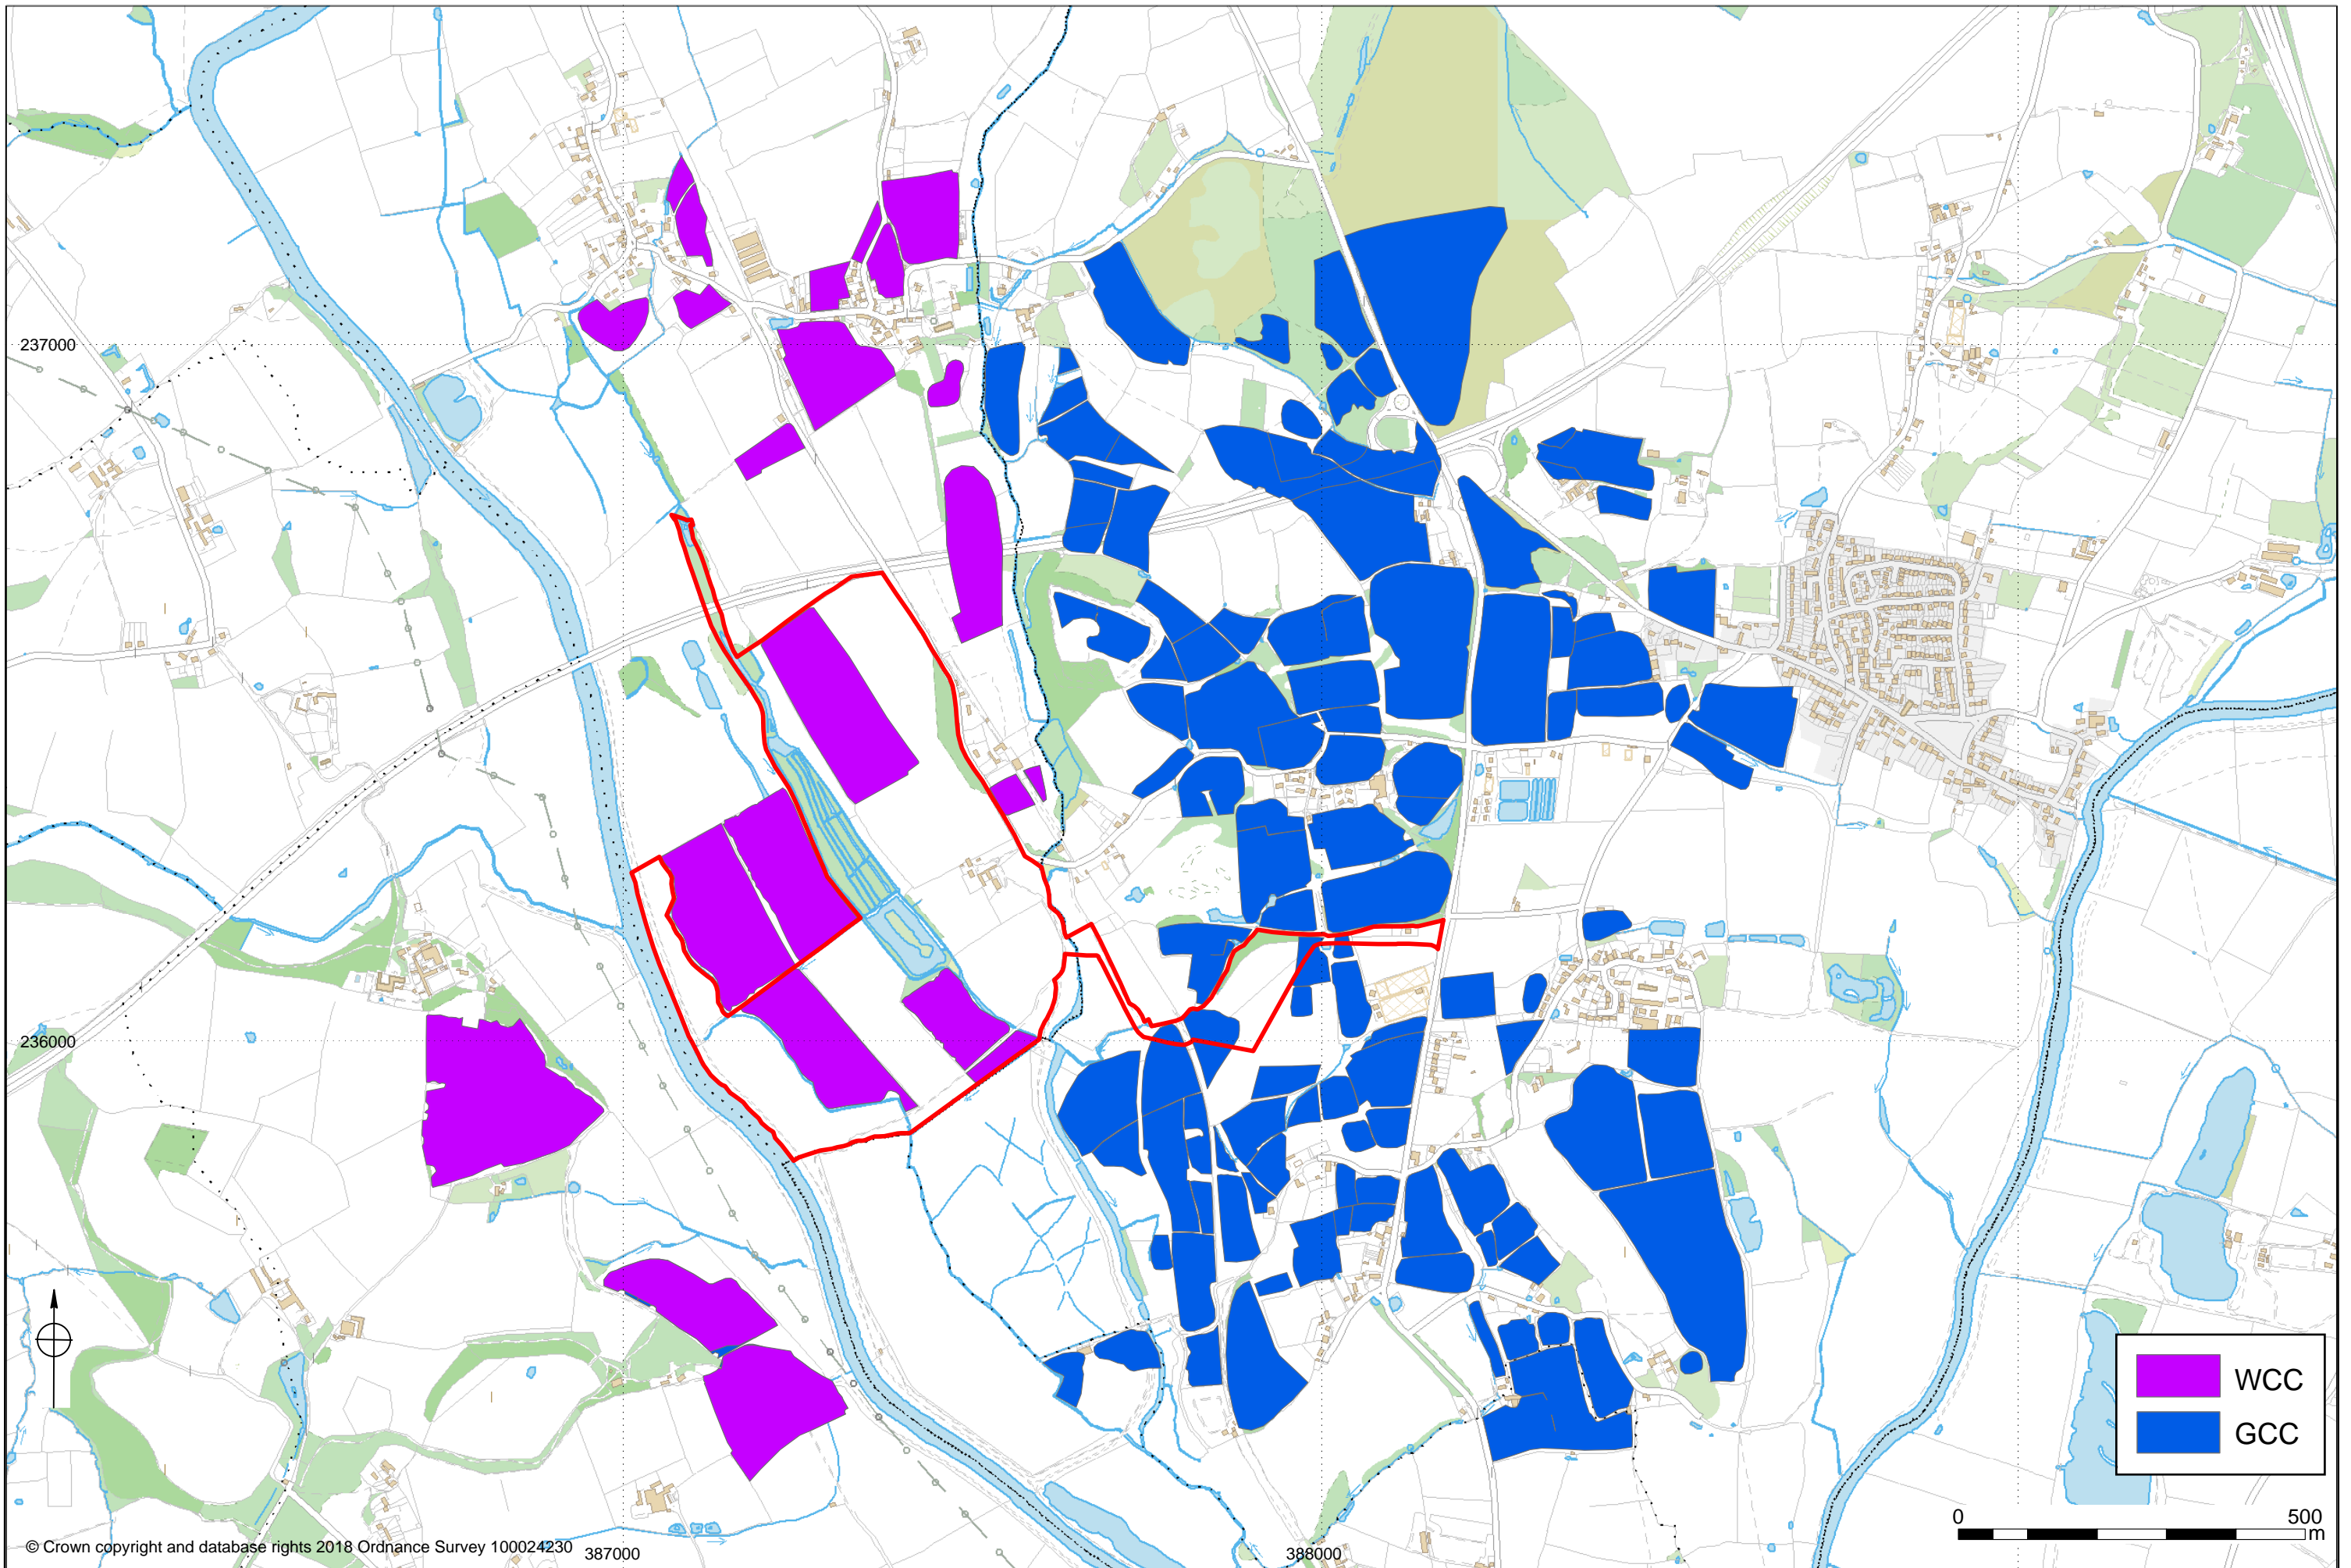 237000
236000
WCC
GCC
0 500
m
© Crown copyright and database rights 2018 Ordnance Survey 100024230
387000
388000